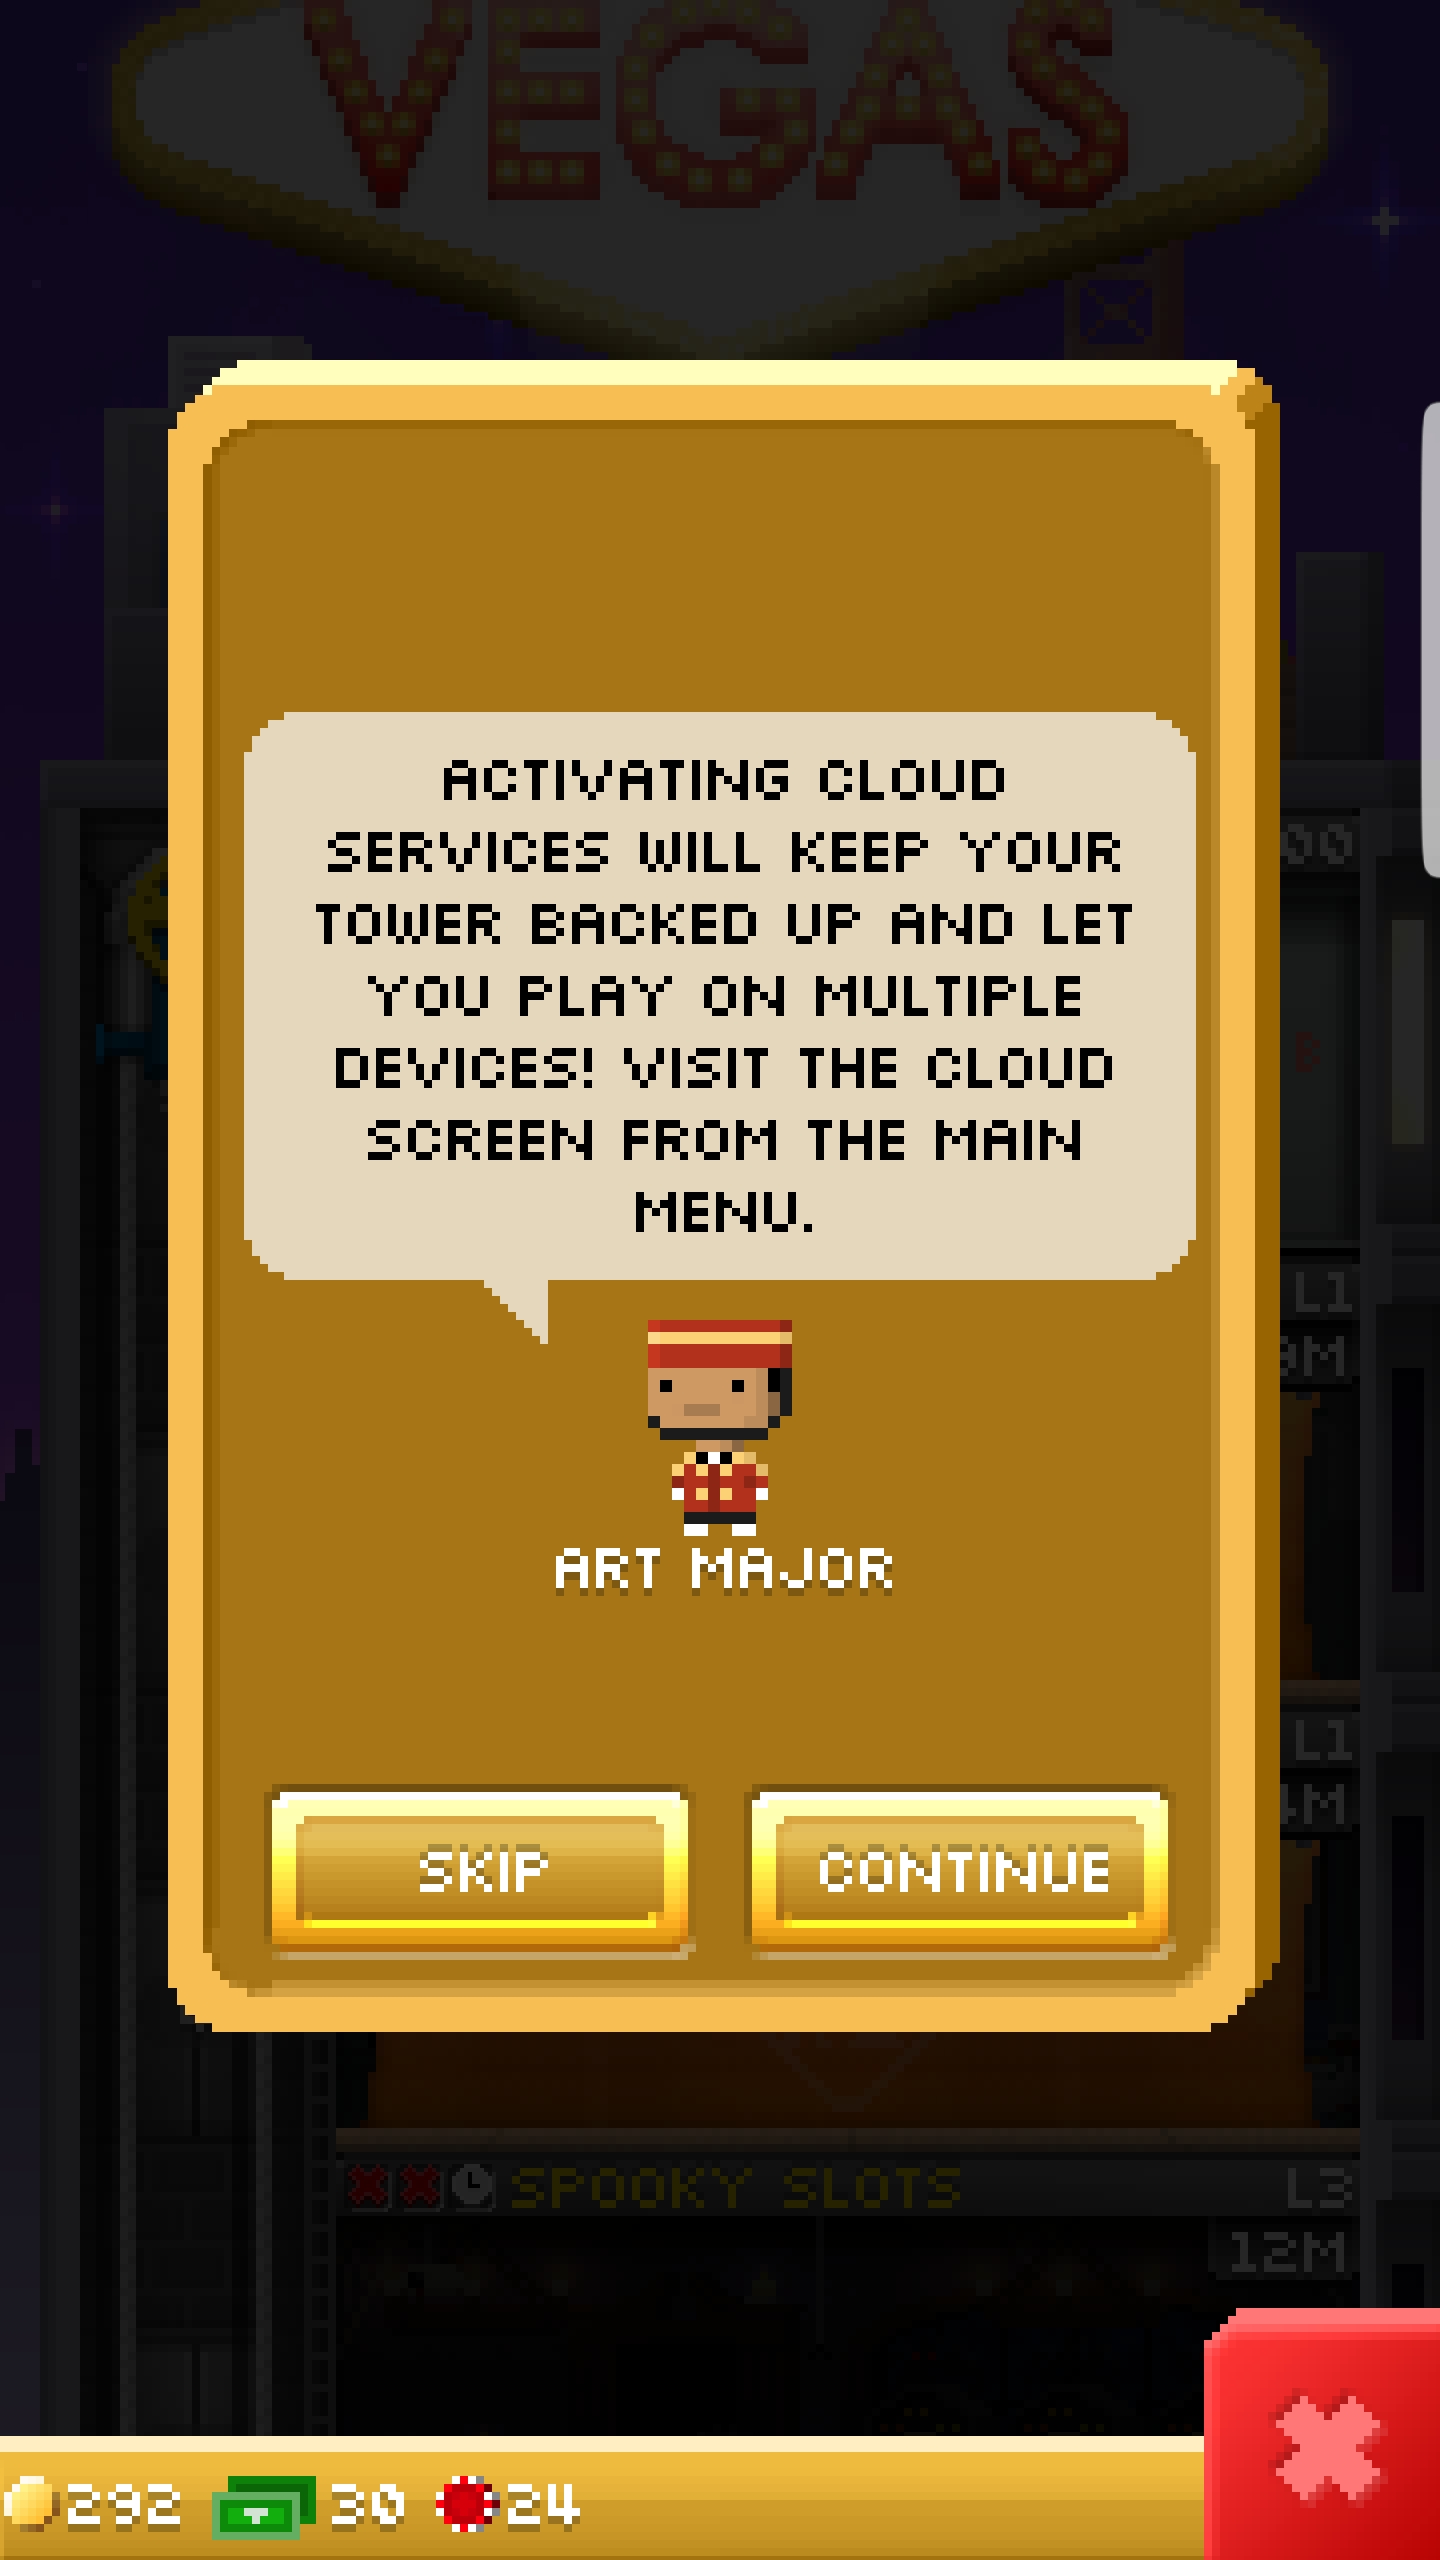 VEGAS
00
B
ACTIVATING CLOUD
SERVICES WILL KEEP YOUR
TOWER BACKED UP AND LET
YOU PLAY ON MULTIPLE
DEVICES! VISIT THE CLOUD
SCREEN FROM THE MAIN
MENU.
L1
M
ART MAJOR
L1
4M
SKIP
CONTINUE
SPOOKY SLOTS
L3
12M
292
30
24